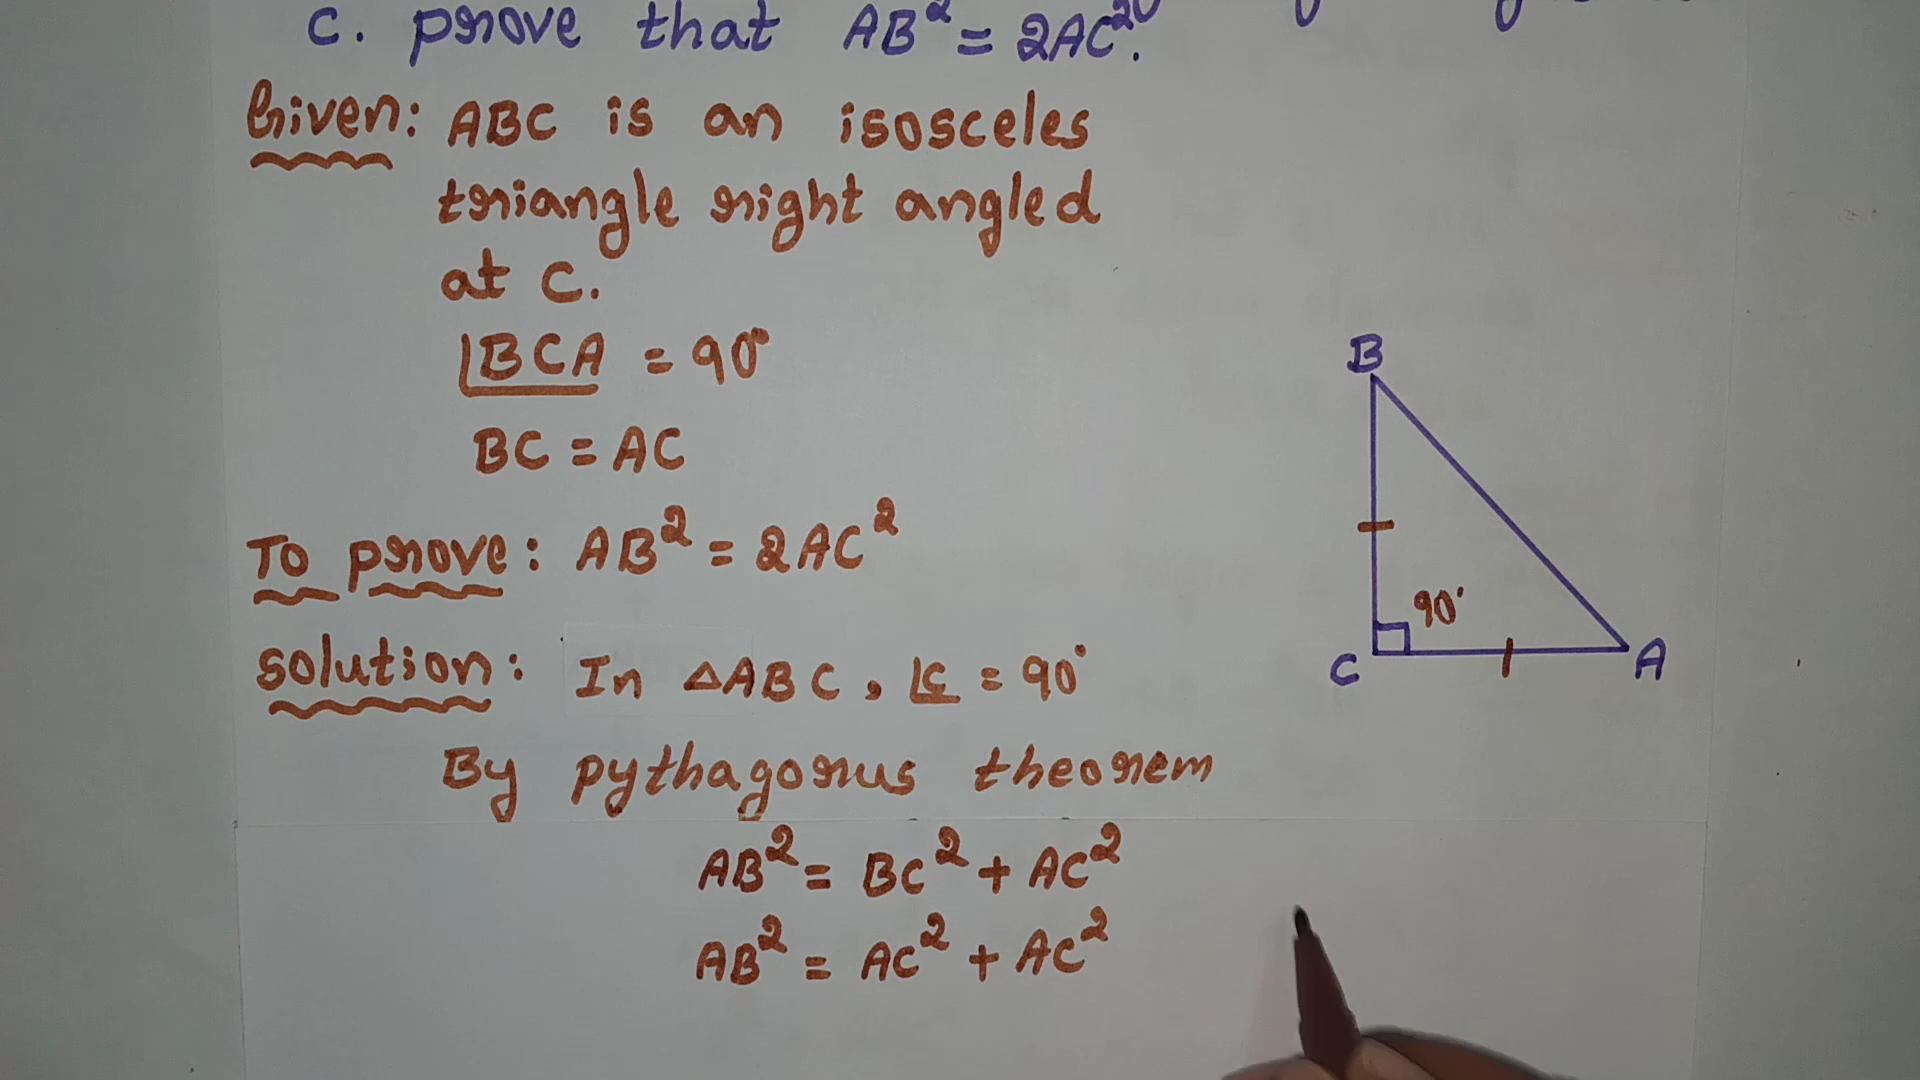 C. prove that AB² = 2AC².
Given: ABC is an isosceles
triangle right angled
at C.
∠BCA = 90°
BC = AC
To prove: AB² = 2AC²
solution: In △ABC, ∠C = 90°
By pythagorus theorem
AB² = BC² + AC²
AB² = AC² + AC²
B
90°
C
A